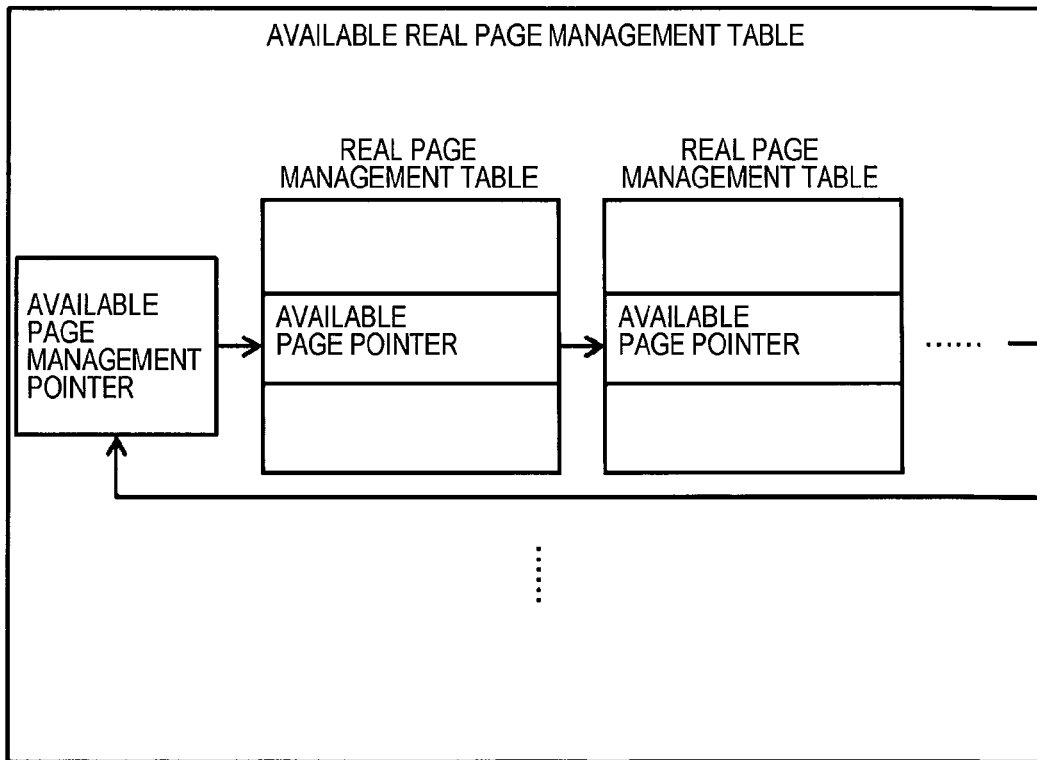 AVAILABLE REAL PAGE MANAGEMENT TABLE
REAL PAGE
MANAGEMENT TABLE
REAL PAGE
MANAGEMENT TABLE
AVAILABLE
PAGE
MANAGEMENT
POINTER
AVAILABLE
PAGE POINTER
AVAILABLE
PAGE POINTER